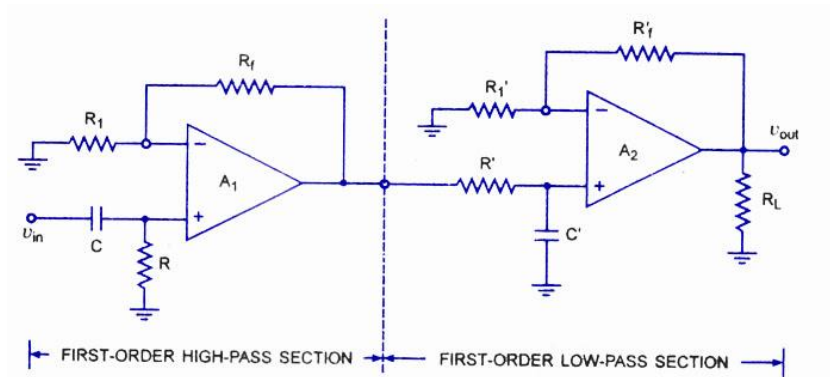 R'f
Rf
R1'
R1
−
A2
vout
−
A1
R'
+
RL
vin
+
C
R
C'
FIRST-ORDER HIGH-PASS SECTION
FIRST-ORDER LOW-PASS SECTION